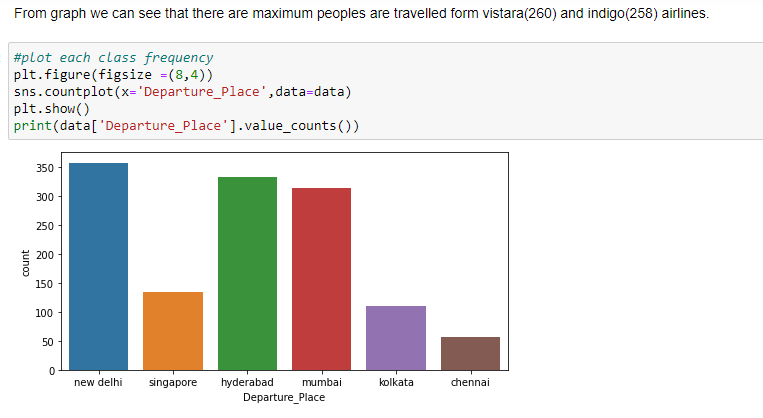 From graph we can see that there are maximum peoples are travelled form vistara(260) and indigo(258) airlines.
#plot each class frequency
plt.figure(figsize =(8,4))
sns.countplot(x='Departure_Place',data=data)
plt.show()
print(data['Departure_Place'].value_counts())
350
300
250
200
150
100
50
0
count
new delhi singapore hyderabad mumbai kolkata chennai
Departure_Place